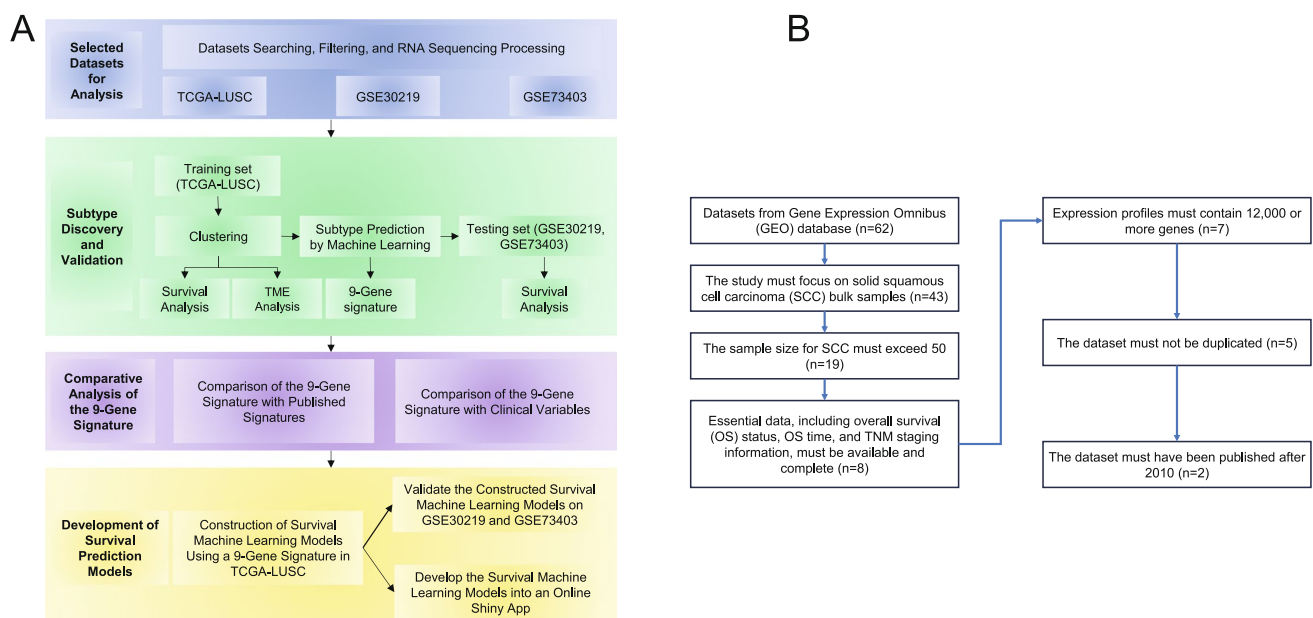 A
Selected
Datasets
for
Analysis
Datasets Searching, Filtering, and RNA Sequencing Processing
TCGA-LUSC
GSE30219
GSE73403
Subtype
Discovery
and
Validation
Training set
(TCGA-LUSC)
Clustering
Subtype Prediction
by Machine Learning
Testing set (GSE30219,
GSE73403)
Survival
Analysis
TME
Analysis
9-Gene
signature
Survival
Analysis
Comparative
Analysis of
the 9-Gene
Signature
Comparison of the 9-Gene
Signature with Published
Signatures
Comparison of the 9-Gene
Signature with Clinical Variables
Development of
Survival
Prediction
Models
Construction of Survival
Machine Learning Models
Using a 9-Gene Signature in
TCGA-LUSC
Validate the Constructed Survival
Machine Learning Models on
GSE30219 and GSE73403
Develop the Survival Machine
Learning Models into an Online
Shiny App
B
Datasets from Gene Expression Omnibus
(GEO) database (n=62)
The study must focus on solid squamous
cell carcinoma (SCC) bulk samples (n=43)
The sample size for SCC must exceed 50
(n=19)
Essential data, including overall survival
(OS) status, OS time, and TNM staging
information, must be available and
complete (n=8)
Expression profiles must contain 12,000 or
more genes (n=7)
The dataset must not be duplicated (n=5)
The dataset must have been published after
2010 (n=2)